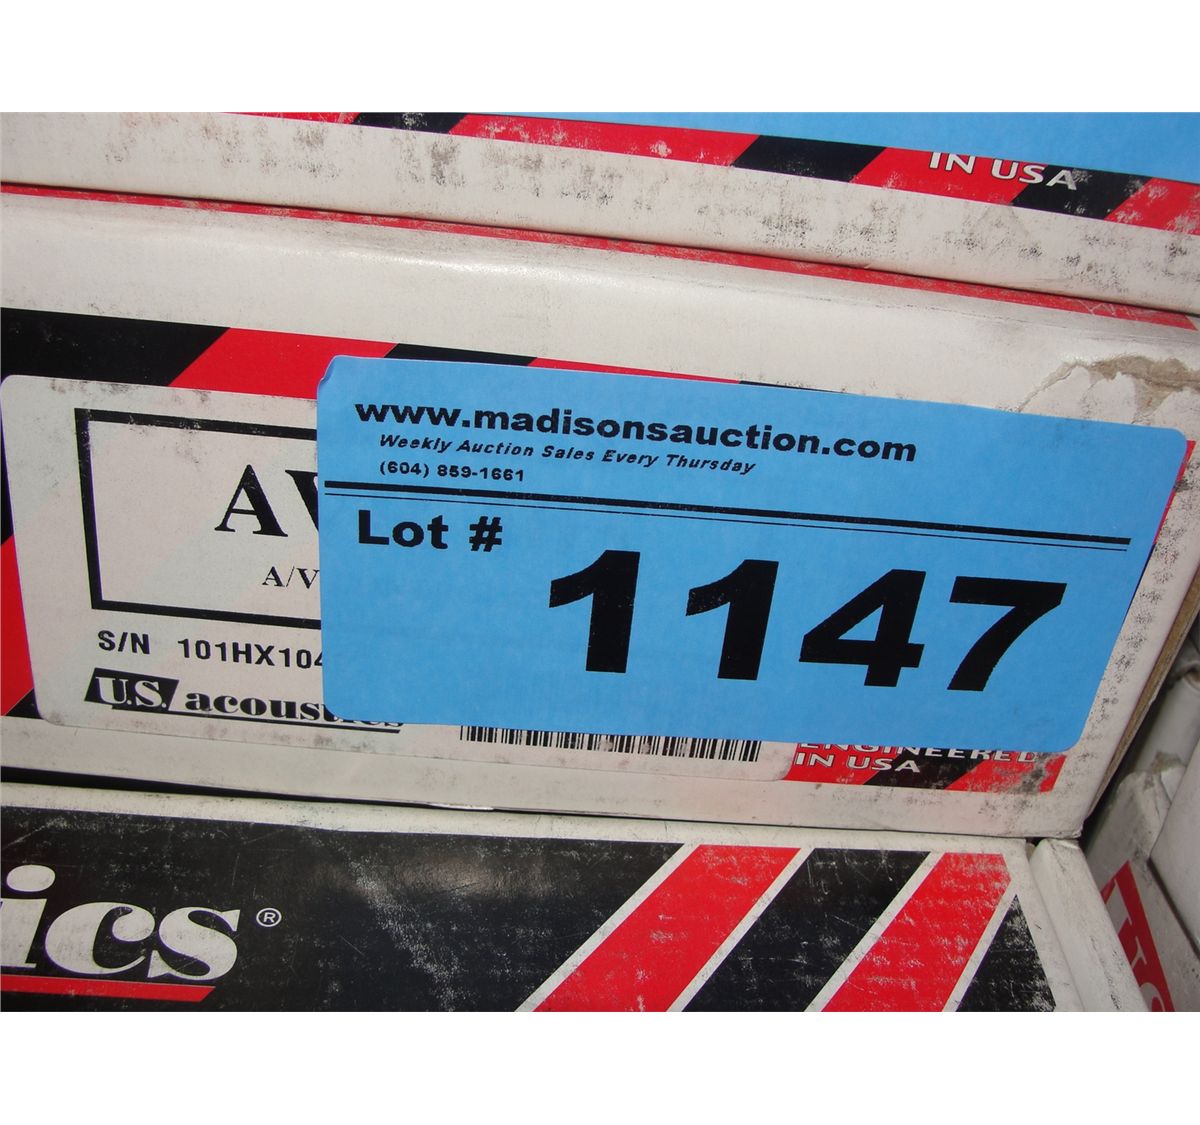 IN USA
www.madisonsauction.com
Weekly Auction Sales Every Thursday
(604) 859-1661
Lot # 1147
AV
A/V
S/N 101HX104
U.S. acoustics
ENGINEERED
IN USA
ics®